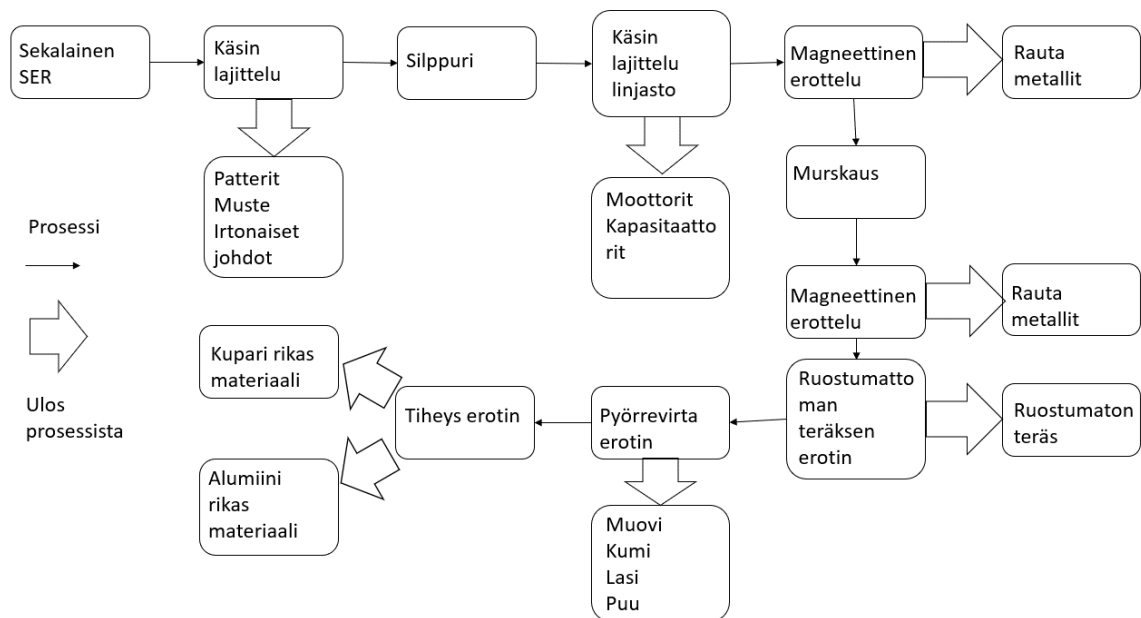 Sekalainen
SER
Käsin
lajittelu
Silppuri
Käsin
lajittelu
linjasto
Magneettinen
erottelu
Rauta
metallit
Patterit
Muste
Irtonaiset
johdot
Moottorit
Kapasitaatto
rit
Murskaus
Prosessi
Magneettinen
erottelu
Rauta
metallit
Ulos
prosessista
Kupari rikas
materiaali
Tiheys erotin
Pyörrevirta
erotin
Ruostumatto
man
teräksen
erotin
Ruostumaton
teräs
Alumiini
rikas
materiaali
Muovi
Kumi
Lasi
Puu